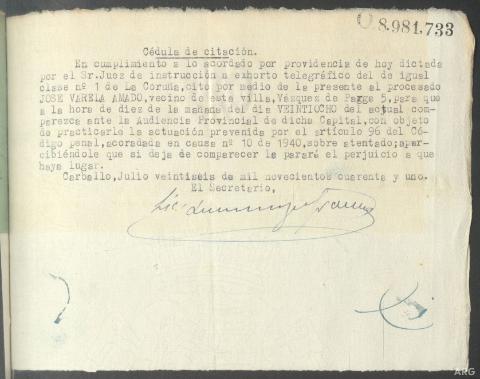 O 8.981.733
Cédula de citación.
En cumplimiento a lo acordado por providencia de hoy dictada
por el Sr.Juez de instrucción a exhorto telegráfico del de igual
clase nº 1 de La Coruña, cito por medio de la presente al procesado
JOSE VARELA AMADO, vecino de esta villa, Vázquez de Parga 5, para que
a la hora de diez de la mañana del día VEINTIOCHO del actual com-
parezca ante la Audiencia Provincial de dicha Capital, con objeto
de practicarle la actuación prevenida por el artículo 96 del Có-
digo penal, acordada en causa nº 10 de 1940, sobre atentado; aper-
cibiéndole que si deja de comparecer le parará el perjuicio a que
haya lugar.
Carballo, Julio veintiseis de mil novecientos cuarenta y uno.
El Secretario,
ARG